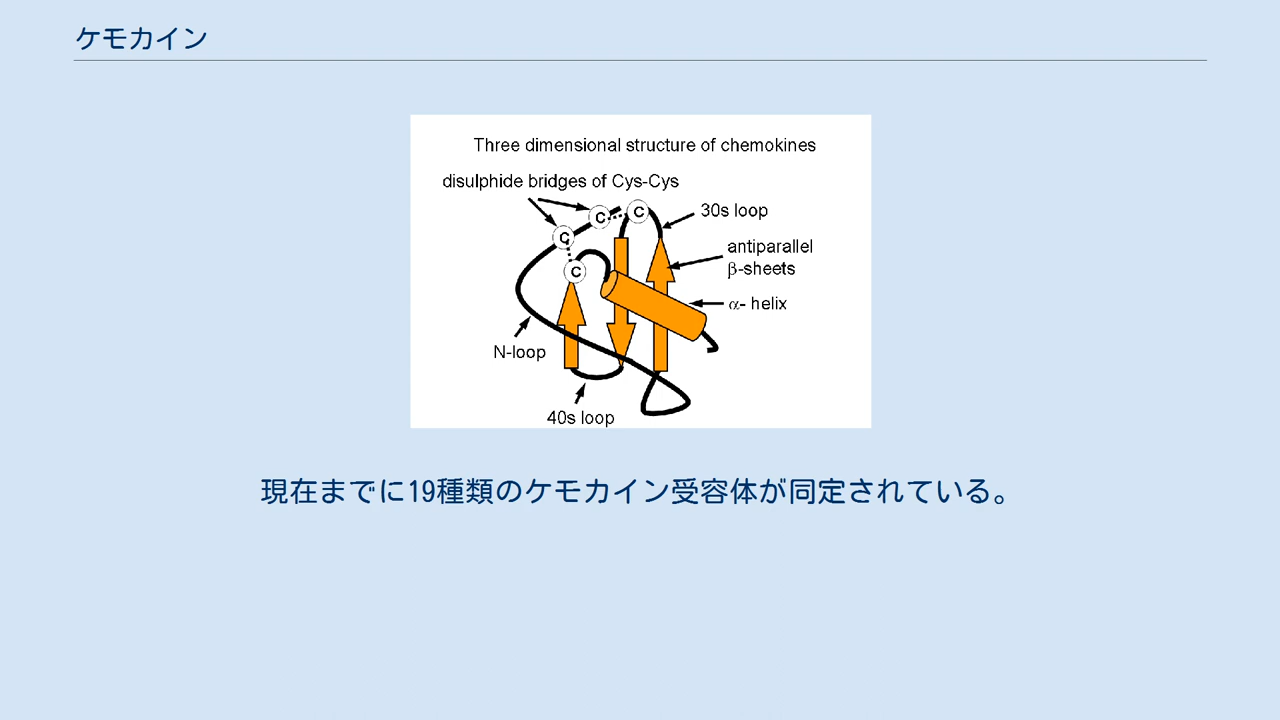 ケモカイン
Three dimensional structure of chemokines
disulphide bridges of Cys-Cys
C
C
30s loop
C
antiparallel
β-sheets
C
α- helix
N-loop
40s loop
現在までに19種類のケモカイン受容体が同定されている。